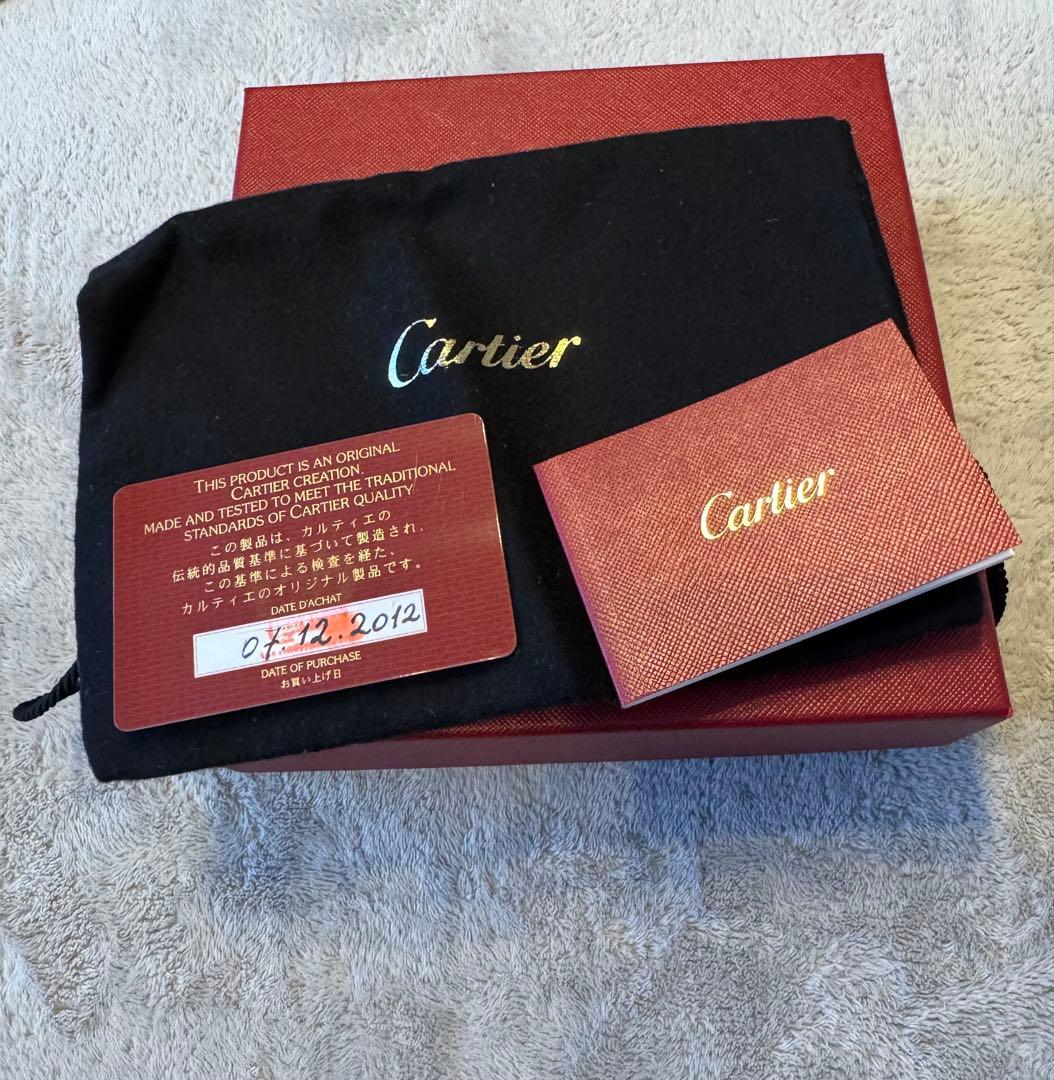 Cartier
THIS PRODUCT IS AN ORIGINAL
CARTIER CREATION.
MADE AND TESTED TO MEET THE TRADITIONAL
STANDARDS OF CARTIER QUALITY
この製品は、カルティエの
伝統的品質基準に基づいて製造され、
この基準による検査を経た、
カルティエのオリジナル製品です。
DATE D'ACHAT
07.12.2012
DATE OF PURCHASE
お買い上げ日
Cartier